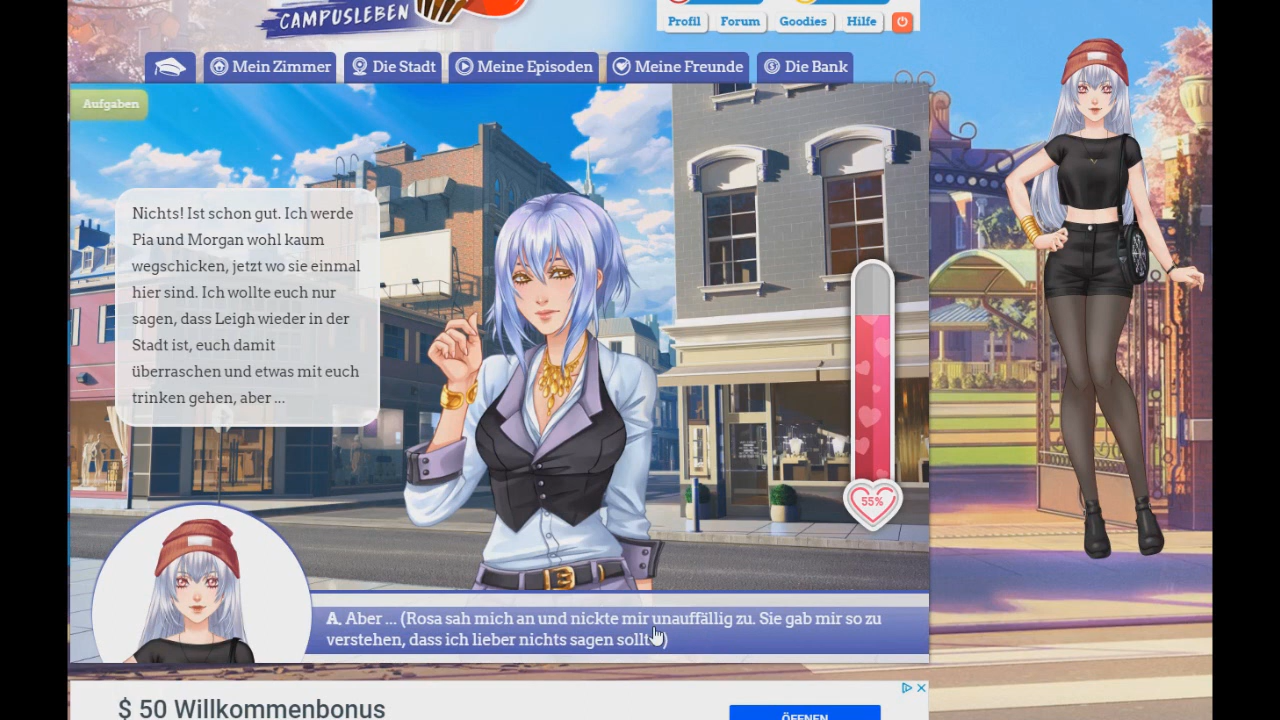 CAMPUSLEBEN
Profil Forum Goodies Hilfe
Mein Zimmer Die Stadt Meine Episoden Meine Freunde Die Bank
Aufgaben
Nichts! Ist schon gut. Ich werde
Pia und Morgan wohl kaum
wegschicken, jetzt wo sie einmal
hier sind. Ich wollte euch nur
sagen, dass Leigh wieder in der
Stadt ist, euch damit
überraschen und etwas mit euch
trinken gehen, aber ...
55%
A. Aber ... (Rosa sah mich an und nickte mir unauffällig zu. Sie gab mir so zu
verstehen, dass ich lieber nichts sagen sollte)
$ 50 Willkommenbonus
ÖFFNEN